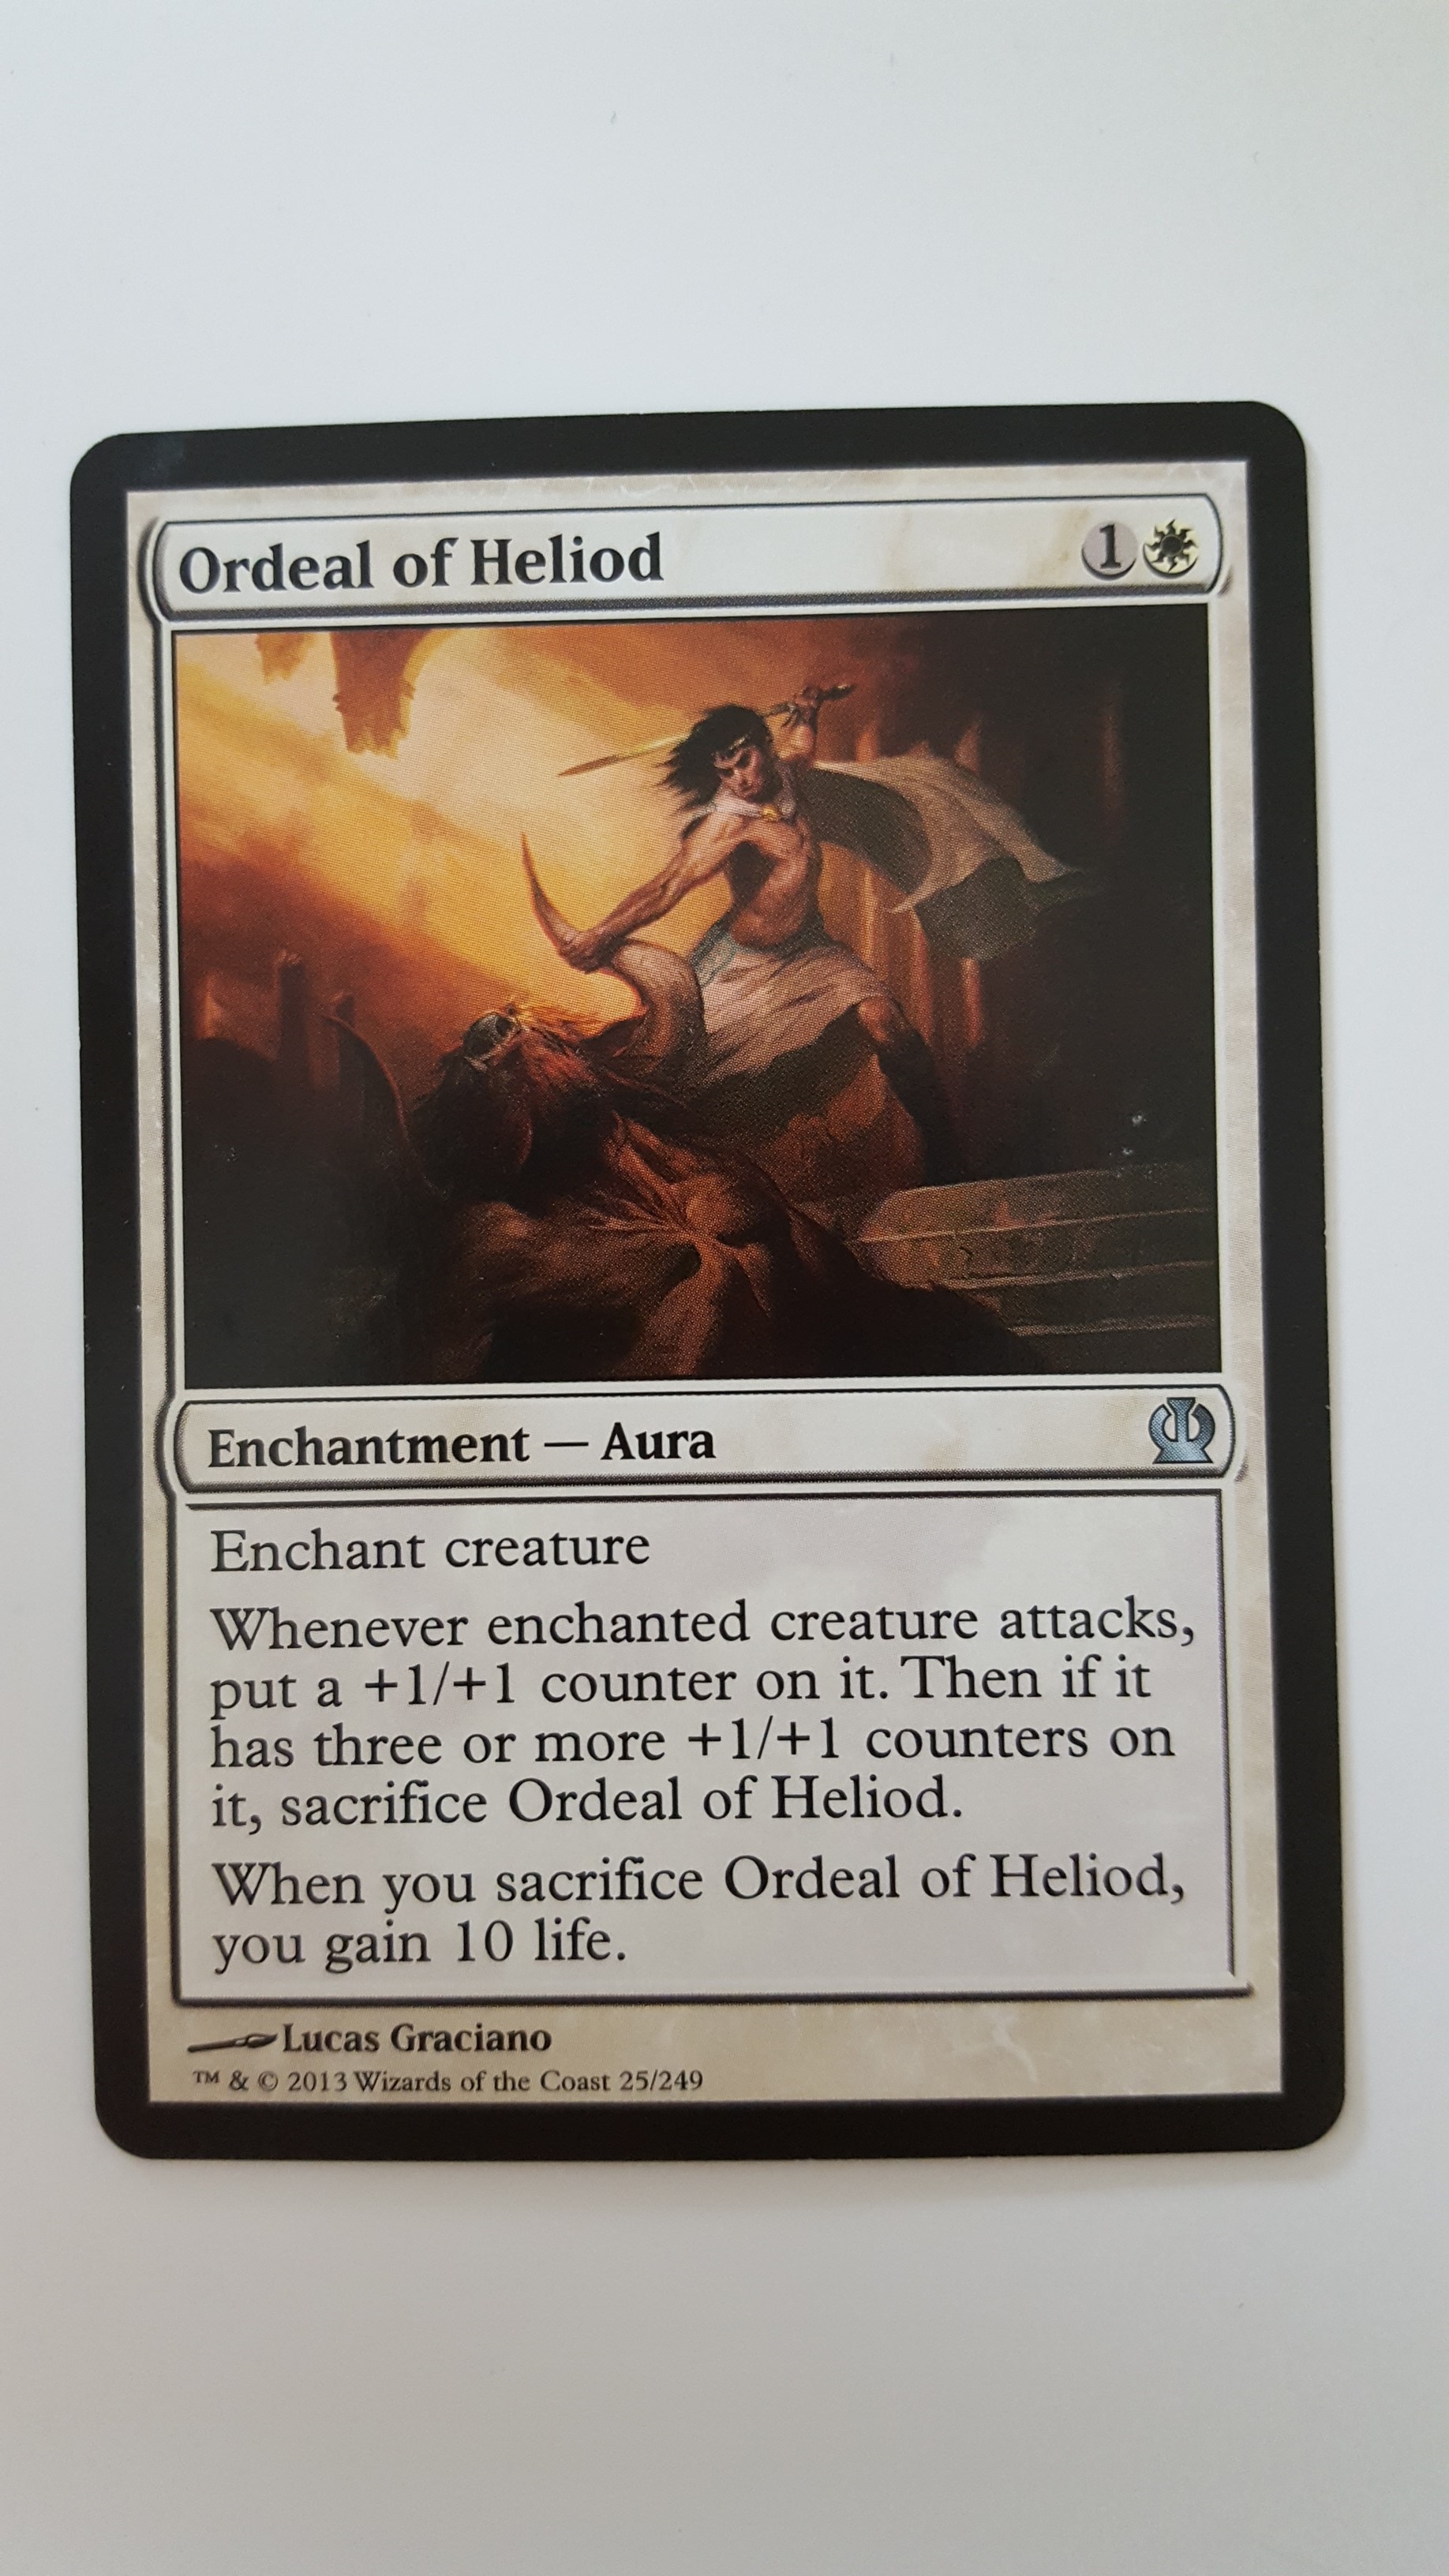 Ordeal of Heliod 1
Enchantment — Aura
Enchant creature
Whenever enchanted creature attacks,
put a +1/+1 counter on it. Then if it
has three or more +1/+1 counters on
it, sacrifice Ordeal of Heliod.
When you sacrifice Ordeal of Heliod,
you gain 10 life.
Lucas Graciano
™ & © 2013 Wizards of the Coast 25/249